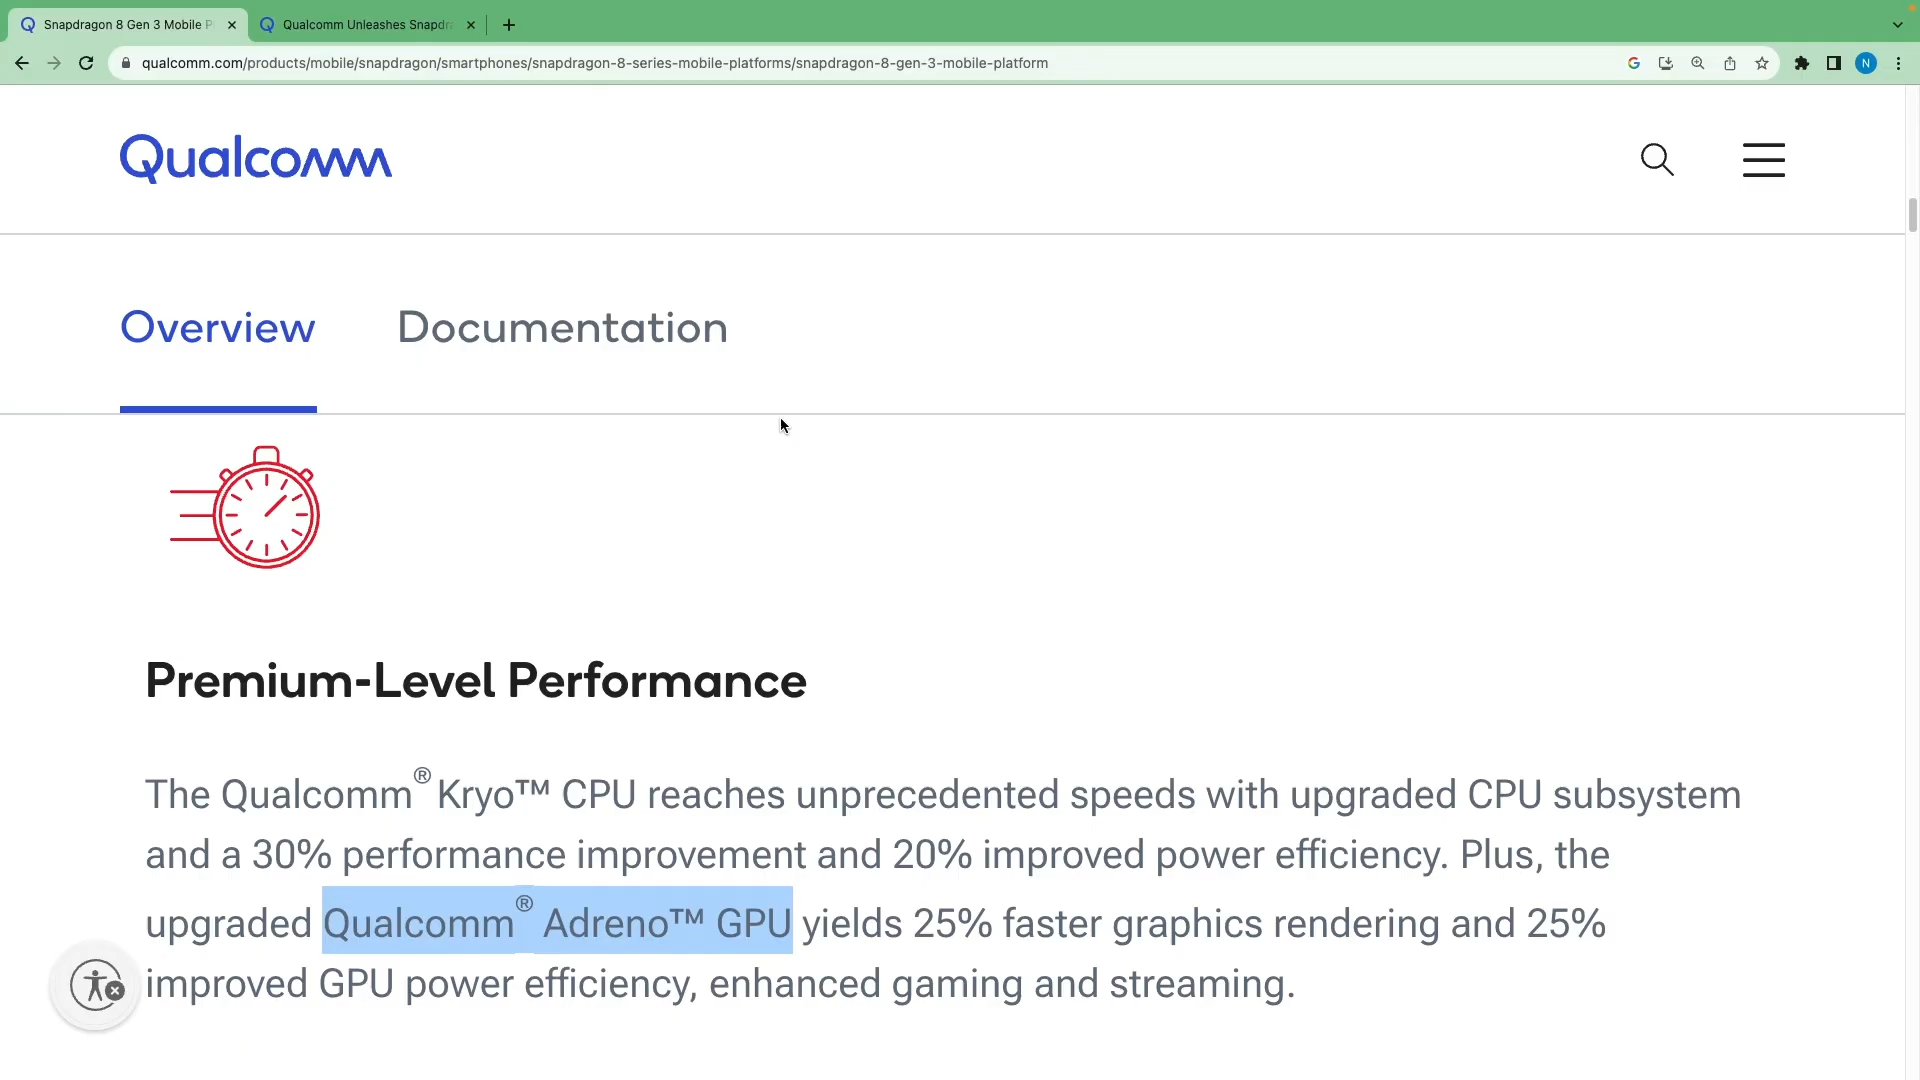 Snapdragon 8 Gen 3 Mobile P
Qualcomm Unleashes Snapdr
qualcomm.com/products/mobile/snapdragon/smartphones/snapdragon-8-series-mobile-platforms/snapdragon-8-gen-3-mobile-platform
N
Qualcomm
Overview
Documentation
Premium-Level Performance
The Qualcomm® Kryo™ CPU reaches unprecedented speeds with upgraded CPU subsystem
and a 30% performance improvement and 20% improved power efficiency. Plus, the
upgraded Qualcomm® Adreno™ GPU yields 25% faster graphics rendering and 25%
improved GPU power efficiency, enhanced gaming and streaming.